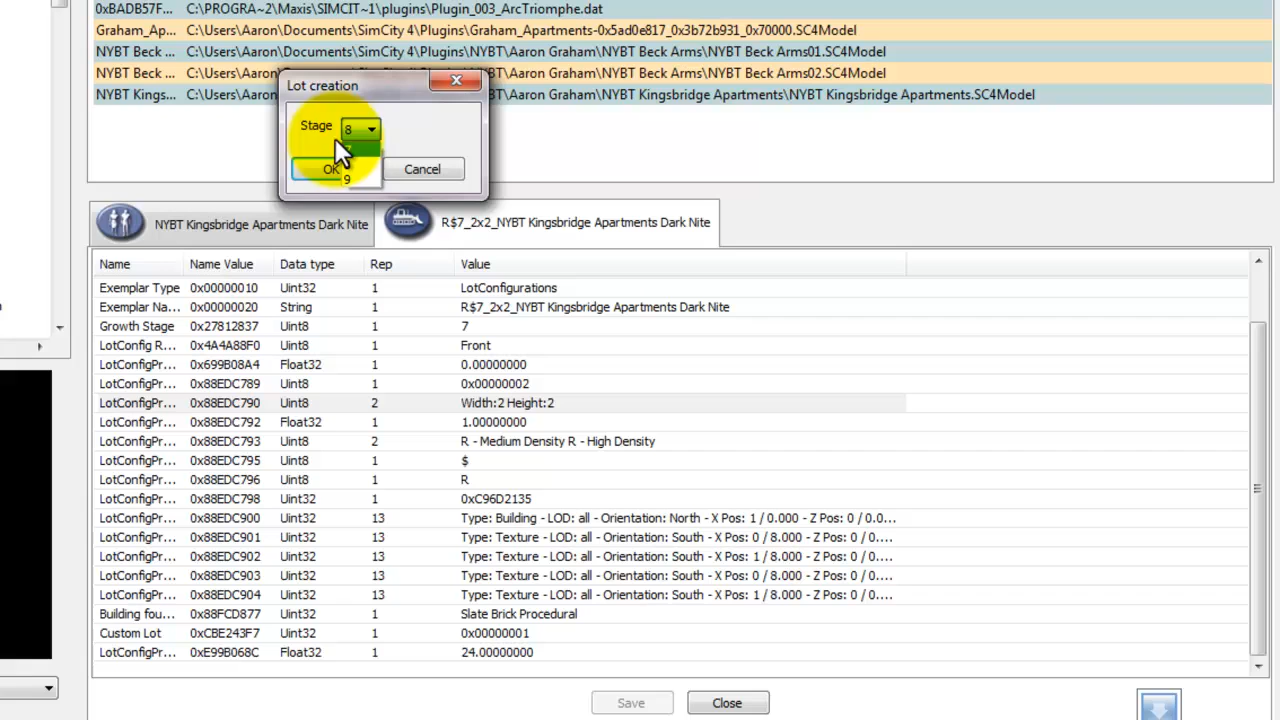 0xBADB57F... C:\PROGRA~2\Maxis\SIMCIT~1\plugins\Plugin_003_ArcTriomphe.dat
Graham_Ap... C:\Users\Aaron\Documents\SimCity 4\Plugins\Graham_Apartments-0x5ad0e817_0x3b72b931_0x70000.SC4Model
NYBT Beck ... C:\Users\Aaron\Documents\SimCity 4\Plugins\NYBT\Aaron Graham\NYBT Beck Arms01.SC4Model
NYBT Beck ... C:\Users\Aaron\Documents\SimCity 4\Plugins\NYBT\Aaron Graham\NYBT Beck Arms02.SC4Model
NYBT Kings... C:\Users\Aaron\Documents\SimCity 4\Plugins\NYBT\Aaron Graham\NYBT Kingsbridge Apartments\NYBT Kingsbridge Apartments.SC4Model
Lot creation
Stage 8
OK Cancel
9
NYBT Kingsbridge Apartments Dark Nite R$7_2x2_NYBT Kingsbridge Apartments Dark Nite
Name Name Value Data type Rep Value
Exemplar Type 0x00000010 Uint32 1 LotConfigurations
Exemplar Na... 0x00000020 String 1 R$7_2x2_NYBT Kingsbridge Apartments Dark Nite
Growth Stage 0x27812837 Uint8 1 7
LotConfig R... 0x4A4A88F0 Uint8 1 Front
LotConfigPr... 0x699B08A4 Float32 1 0.00000000
LotConfigPr... 0x88EDC789 Uint8 1 0x00000002
LotConfigPr... 0x88EDC790 Uint8 2 Width:2 Height:2
LotConfigPr... 0x88EDC792 Float32 1 1.00000000
LotConfigPr... 0x88EDC793 Uint8 2 R - Medium Density R - High Density
LotConfigPr... 0x88EDC795 Uint8 1 $
LotConfigPr... 0x88EDC796 Uint8 1 R
LotConfigPr... 0x88EDC798 Uint32 1 0xC96D2135
LotConfigPr... 0x88EDC900 Uint32 13 Type: Building - LOD: all - Orientation: North - X Pos: 1 / 0.000 - Z Pos: 0 / 0.0...
LotConfigPr... 0x88EDC901 Uint32 13 Type: Texture - LOD: all - Orientation: South - X Pos: 0 / 8.000 - Z Pos: 0 / 0....
LotConfigPr... 0x88EDC902 Uint32 13 Type: Texture - LOD: all - Orientation: South - X Pos: 1 / 8.000 - Z Pos: 0 / 0....
LotConfigPr... 0x88EDC903 Uint32 13 Type: Texture - LOD: all - Orientation: South - X Pos: 0 / 8.000 - Z Pos: 0 / 0....
LotConfigPr... 0x88EDC904 Uint32 13 Type: Texture - LOD: all - Orientation: South - X Pos: 1 / 8.000 - Z Pos: 0 / 0....
Building fou... 0x88FCD877 Uint32 1 Slate Brick Procedural
Custom Lot 0xCBE243F7 Uint32 1 0x00000001
LotConfigPr... 0xE99B068C Float32 1 24.00000000
Save Close